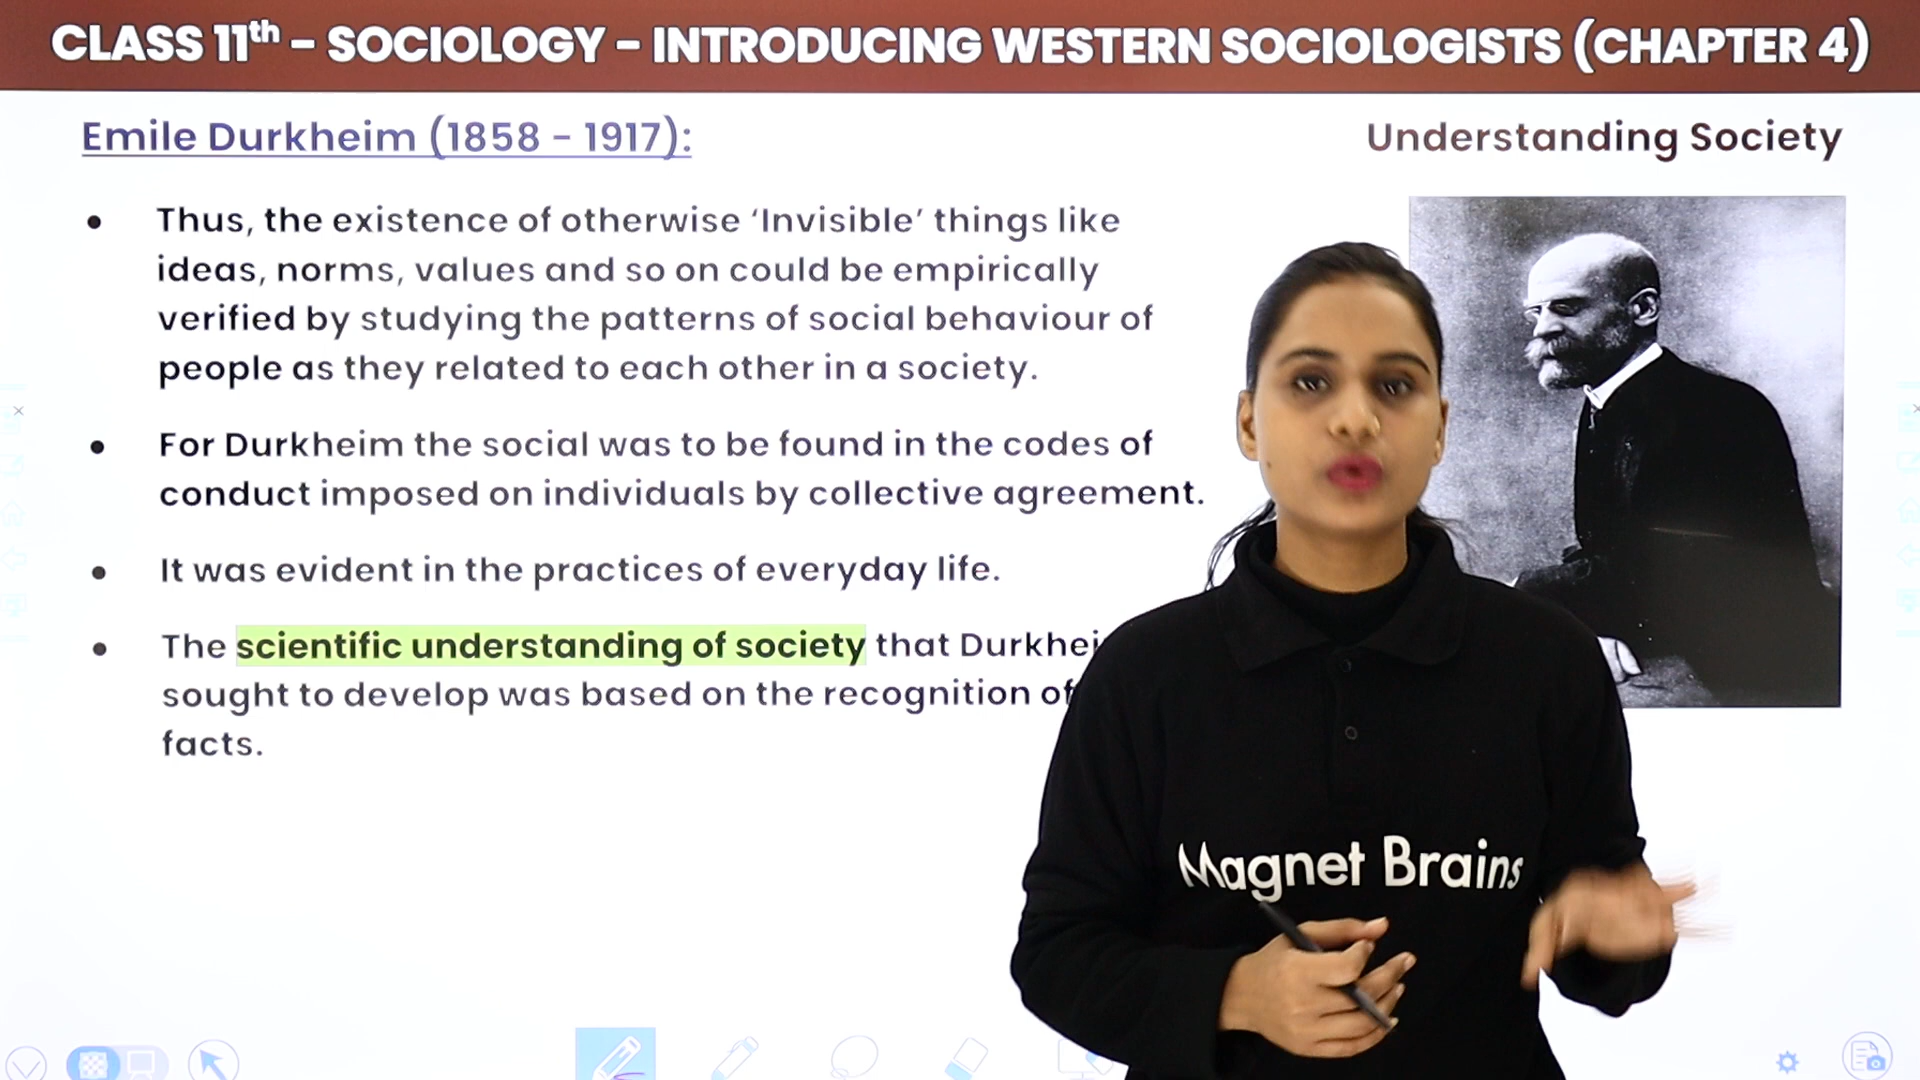 CLASS 11th – SOCIOLOGY – INTRODUCING WESTERN SOCIOLOGISTS (CHAPTER 4)
Emile Durkheim (1858 – 1917):
Understanding Society
• Thus, the existence of otherwise ‘Invisible’ things like
ideas, norms, values and so on could be empirically
verified by studying the patterns of social behaviour of
people as they related to each other in a society.
• For Durkheim the social was to be found in the codes of
conduct imposed on individuals by collective agreement.
• It was evident in the practices of everyday life.
• The scientific understanding of society that
sought to develop was based on the recognition of
facts.
Magnet Brains